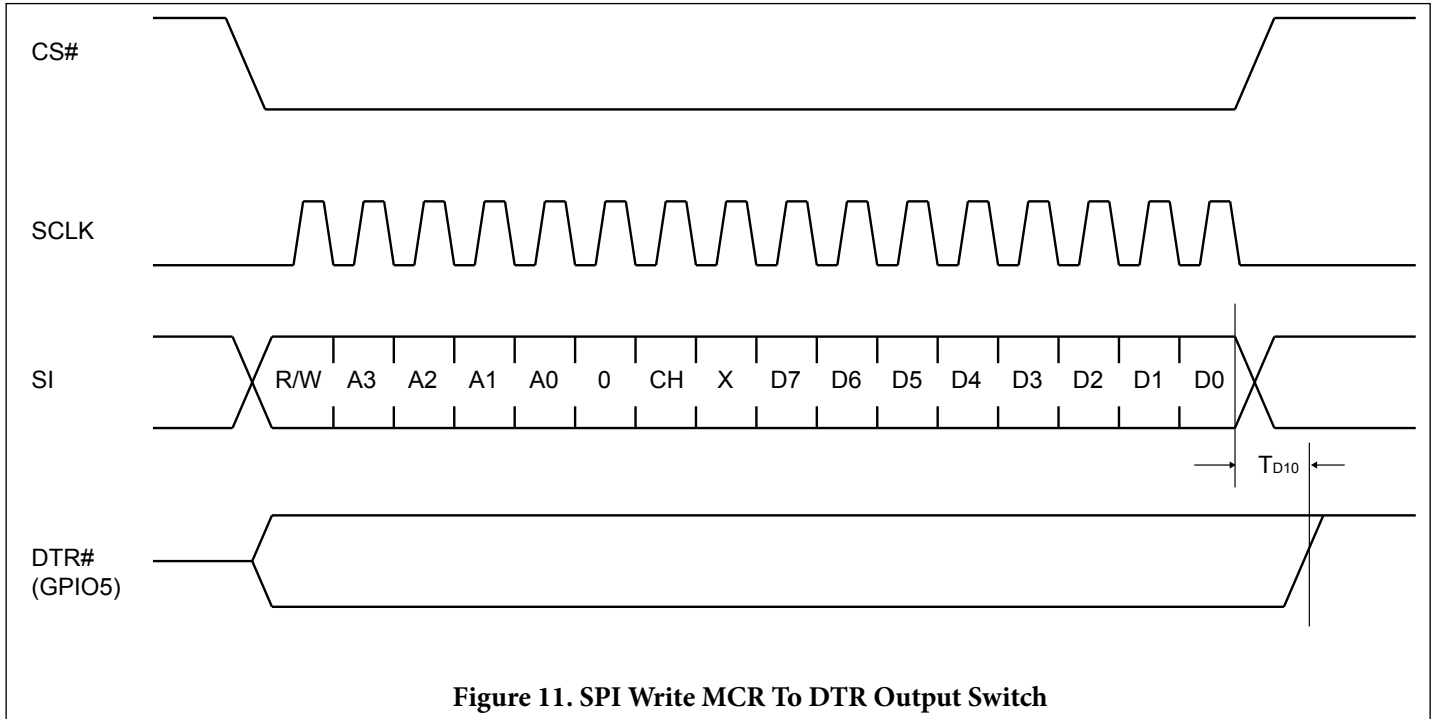 CS#
SCLK
SI R/W A3 A2 A1 A0 0 CH X D7 D6 D5 D4 D3 D2 D1 D0
TD10
DTR#
(GPIO5)
Figure 11. SPI Write MCR To DTR Output Switch